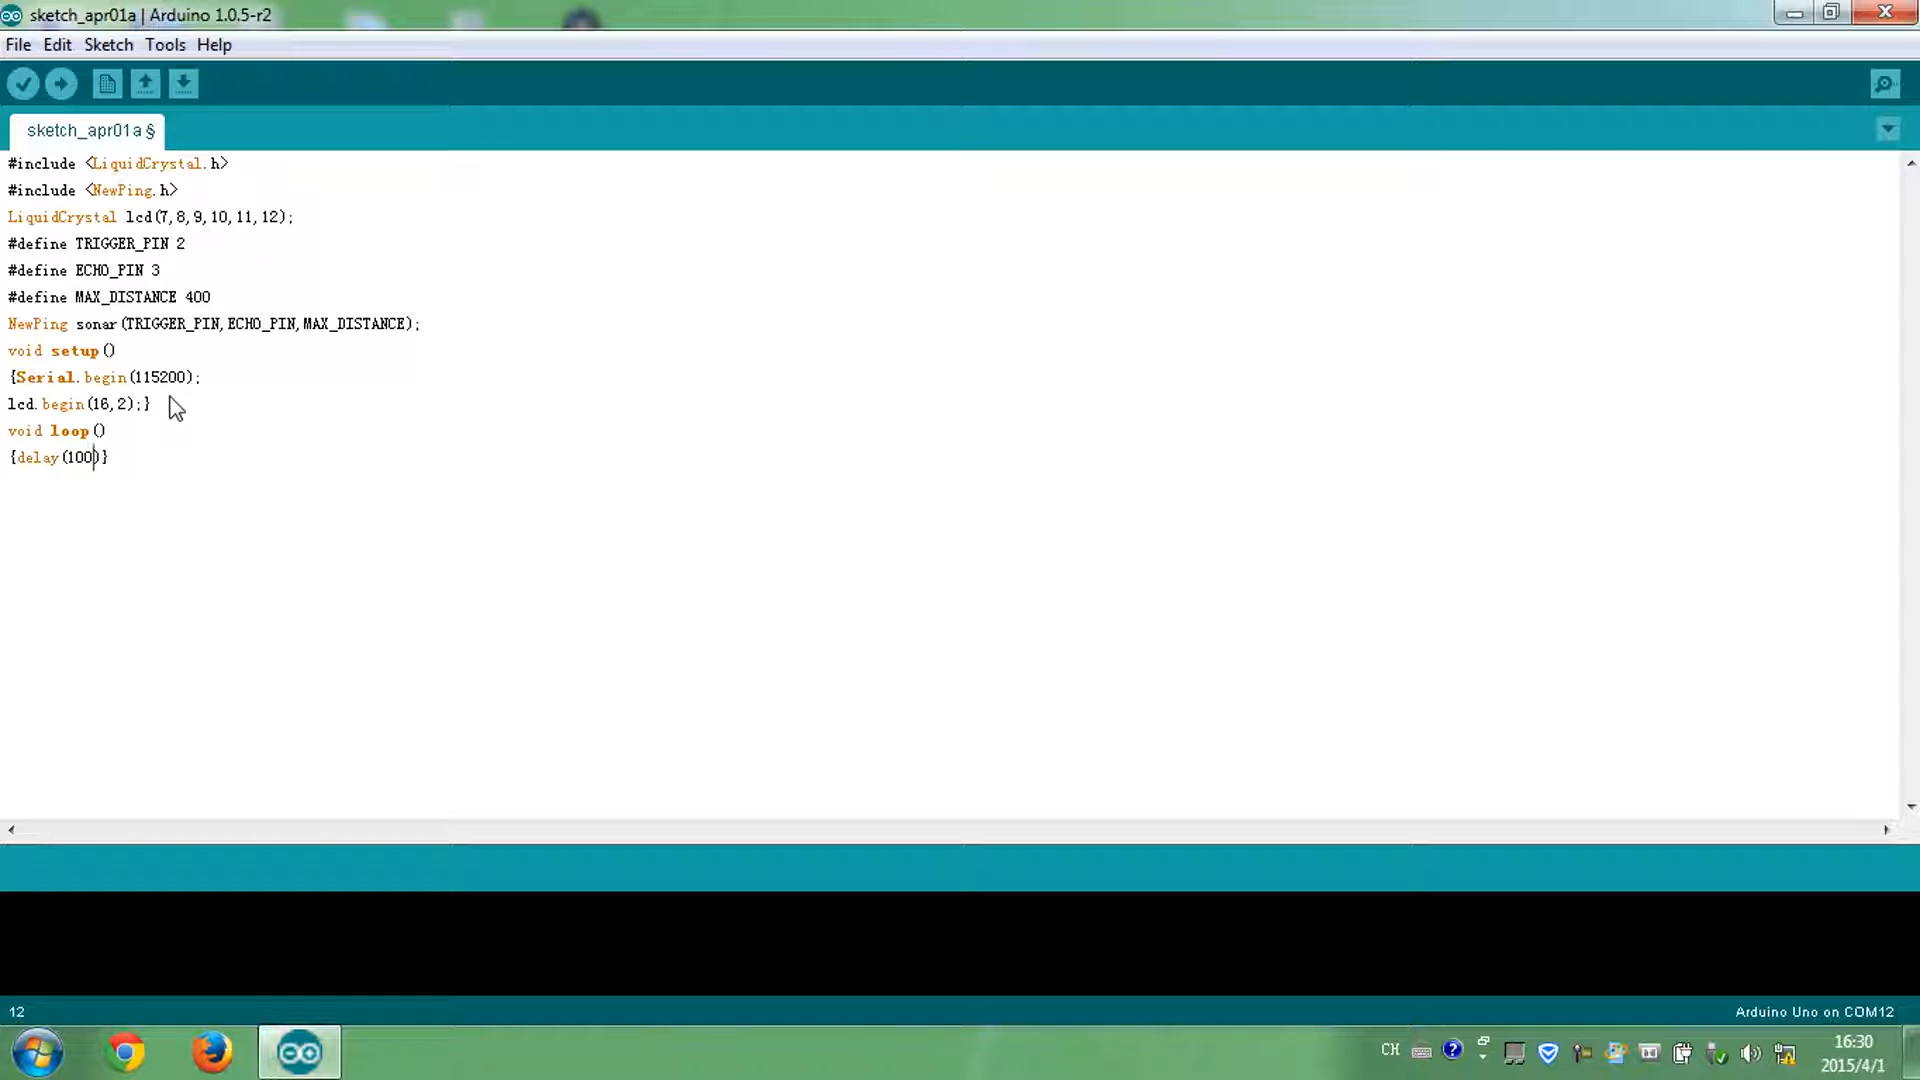 sketch_apr01a | Arduino 1.0.5-r2
File Edit Sketch Tools Help
sketch_apr01a §
#include <LiquidCrystal.h>
#include <NewPing.h>
LiquidCrystal lcd(7,8,9,10,11,12);
#define TRIGGER_PIN 2
#define ECHO_PIN 3
#define MAX_DISTANCE 400
NewPing sonar(TRIGGER_PIN,ECHO_PIN,MAX_DISTANCE);
void setup()
{Serial.begin(115200);
lcd.begin(16,2);}
void loop()
{delay(100)}
12
Arduino Uno on COM12
CH
16:30
2015/4/1